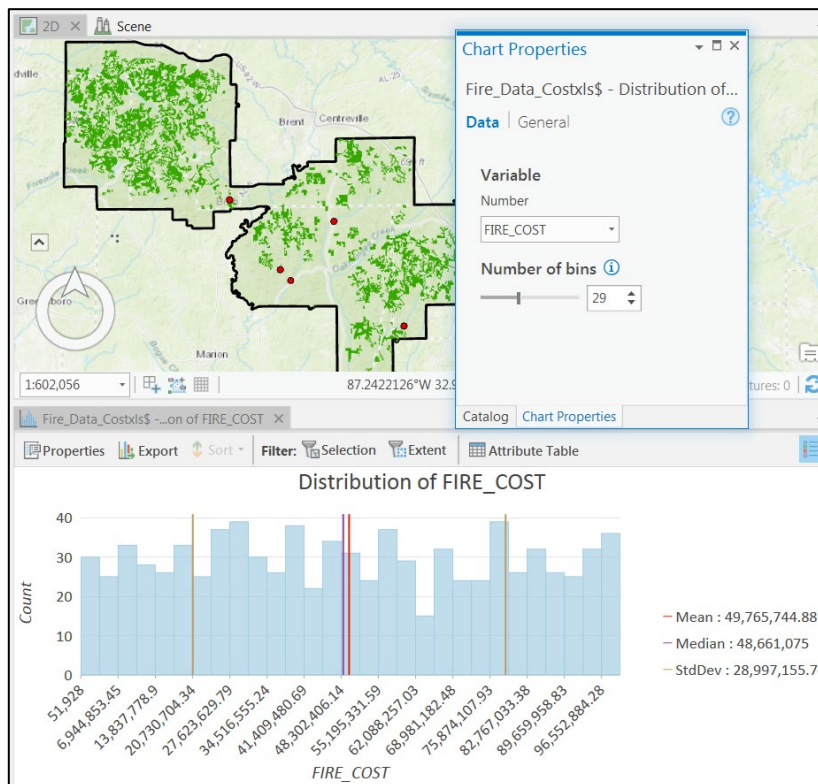 2D
Scene
Chart Properties
Fire_Data_Costxls$ - Distribution of...
Data | General
Variable
Number
FIRE_COST
Number of bins
29
Catalog
Chart Properties
dville
US-82-W
AL-25
Brent
Centreville
Marion
1:602,056
87.2422126°W 32.9
tures: 0
Fire_Data_Costxls$ -...on of FIRE_COST
Properties
Export
Sort
Filter:
Selection
Extent
Attribute Table
Distribution of FIRE_COST
Count
40
30
20
10
0
51,928
6,944,853.45
13,837,778.9
20,730,704.34
27,623,629.79
34,516,555.24
41,409,480.69
48,302,406.14
55,195,331.59
62,088,257.03
68,981,182.48
75,874,107.93
82,767,033.38
89,659,958.83
96,552,884.28
FIRE_COST
Mean : 49,765,744.88
Median : 48,661,075
StdDev : 28,997,155.7